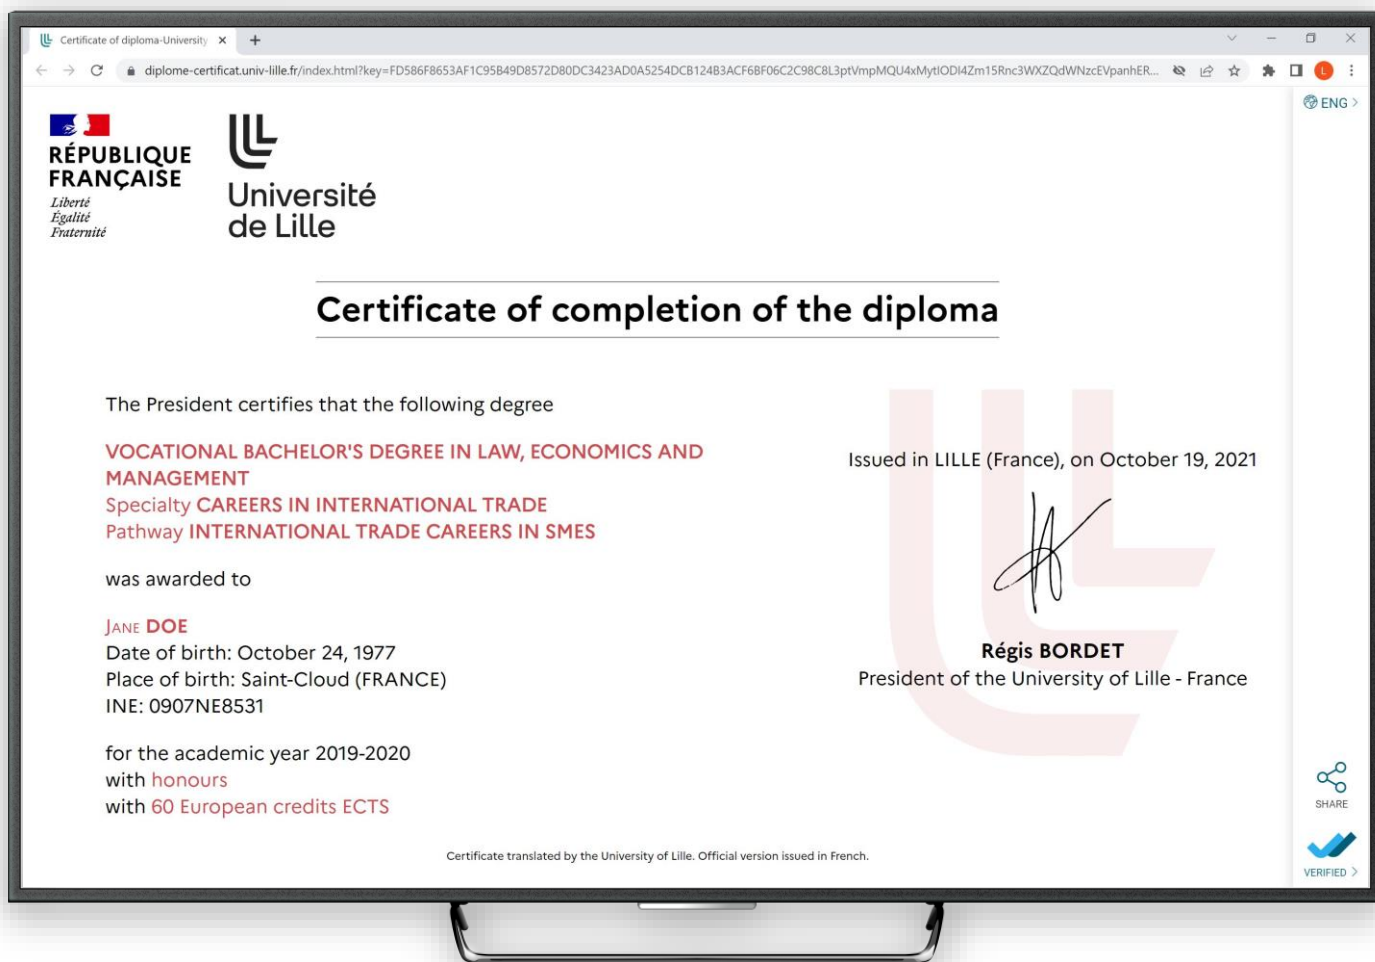 Certificate of diploma-University
diplome-certificat.univ-lille.fr/index.html?key=FD586F8653AF1C95B49D8572D80DC3423AD0A5254DCB124B3ACF6BF06C2C98C8L3ptVmpMQU4xMytIODI4Zm15Rnc3WXZQdWNzcEVpanhER...
L
ENG >
RÉPUBLIQUE
FRANÇAISE
Liberté
Égalité
Fraternité
Université
de Lille
Certificate of completion of the diploma
The President certifies that the following degree
VOCATIONAL BACHELOR'S DEGREE IN LAW, ECONOMICS AND
MANAGEMENT
Specialty CAREERS IN INTERNATIONAL TRADE
Pathway INTERNATIONAL TRADE CAREERS IN SMES
was awarded to
JANE DOE
Date of birth: October 24, 1977
Place of birth: Saint-Cloud (FRANCE)
INE: 0907NE8531
for the academic year 2019-2020
with honours
with 60 European credits ECTS
Issued in LILLE (France), on October 19, 2021
Régis BORDET
President of the University of Lille - France
SHARE
VERIFIED >
Certificate translated by the University of Lille. Official version issued in French.